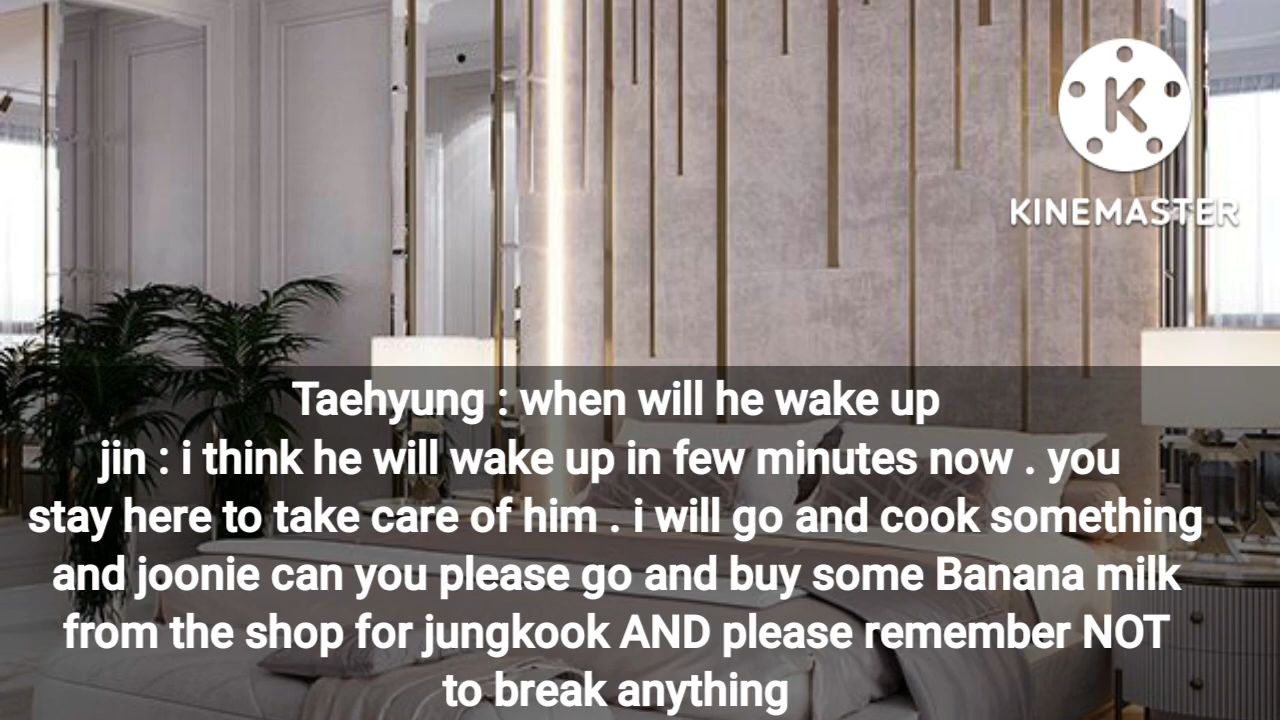 K
KINEMASTER
Taehyung : when will he wake up
jin : i think he will wake up in few minutes now . you
stay here to take care of him . i will go and cook something
and joonie can you please go and buy some Banana milk
from the shop for jungkook AND please remember NOT
to break anything